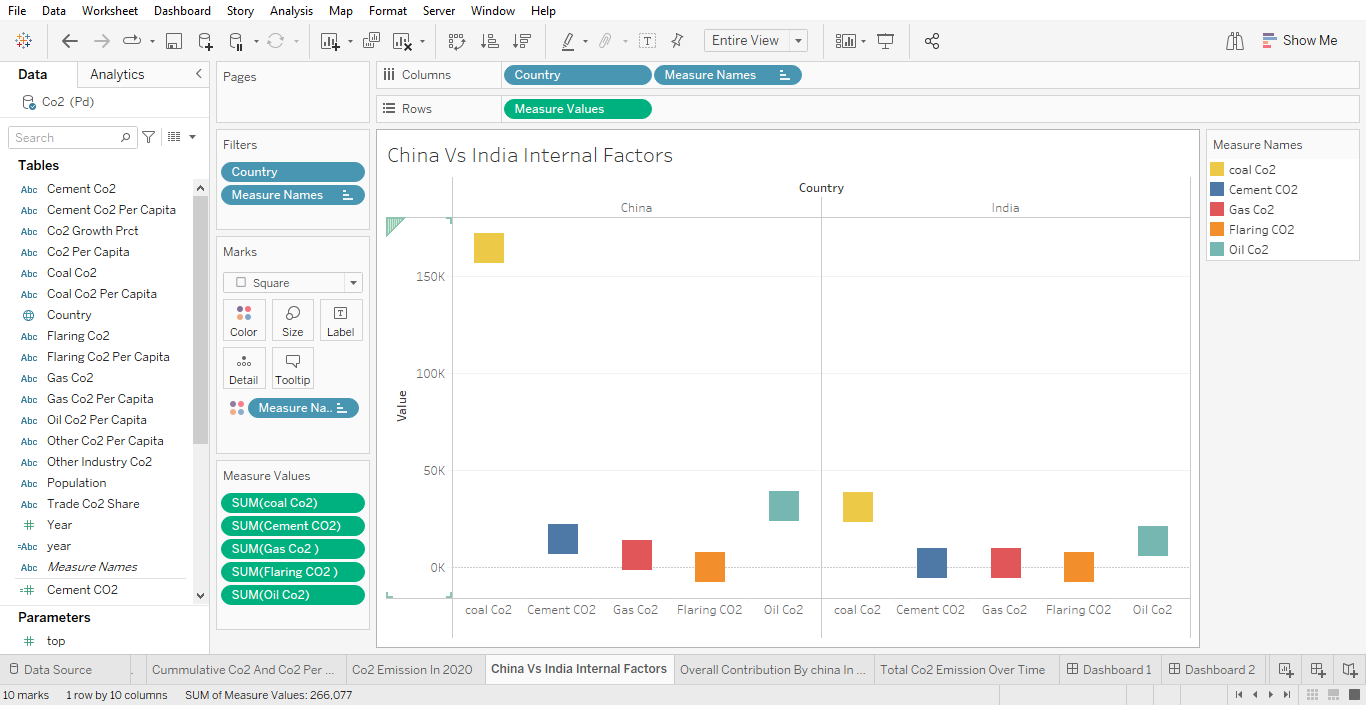 File Data Worksheet Dashboard Story Analysis Map Format Server Window Help
Entire View
Show Me
Data Analytics
Co2 (Pd)
Search
Tables
Abc Cement Co2
Abc Cement Co2 Per Capita
Abc Co2 Growth Prct
Abc Co2 Per Capita
Abc Coal Co2
Abc Coal Co2 Per Capita
Country
Abc Flaring Co2
Abc Flaring Co2 Per Capita
Abc Gas Co2
Abc Gas Co2 Per Capita
Abc Oil Co2 Per Capita
Abc Other Co2 Per Capita
Abc Other Industry Co2
Abc Population
Abc Trade Co2 Share
# Year
=Abc year
Abc Measure Names
=# Cement CO2
Parameters
# top
Pages
Filters
Country
Measure Names
Marks
Square
Color Size Label
Detail Tooltip
Measure Na..
Measure Values
SUM(coal Co2)
SUM(Cement CO2)
SUM(Gas Co2 )
SUM(Flaring CO2 )
SUM(Oil Co2)
Columns Country Measure Names
Rows Measure Values
China Vs India Internal Factors
Country
China India
Value
150K
100K
50K
0K
coal Co2 Cement CO2 Gas Co2 Flaring CO2 Oil Co2 coal Co2 Cement CO2 Gas Co2 Flaring CO2 Oil Co2
Measure Names
coal Co2
Cement CO2
Gas Co2
Flaring CO2
Oil Co2
Data Source . Cummulative Co2 And Co2 Per ... Co2 Emission In 2020 China Vs India Internal Factors Overall Contribution By china In ... Total Co2 Emission Over Time Dashboard 1 Dashboard 2
10 marks 1 row by 10 columns SUM of Measure Values: 266,077